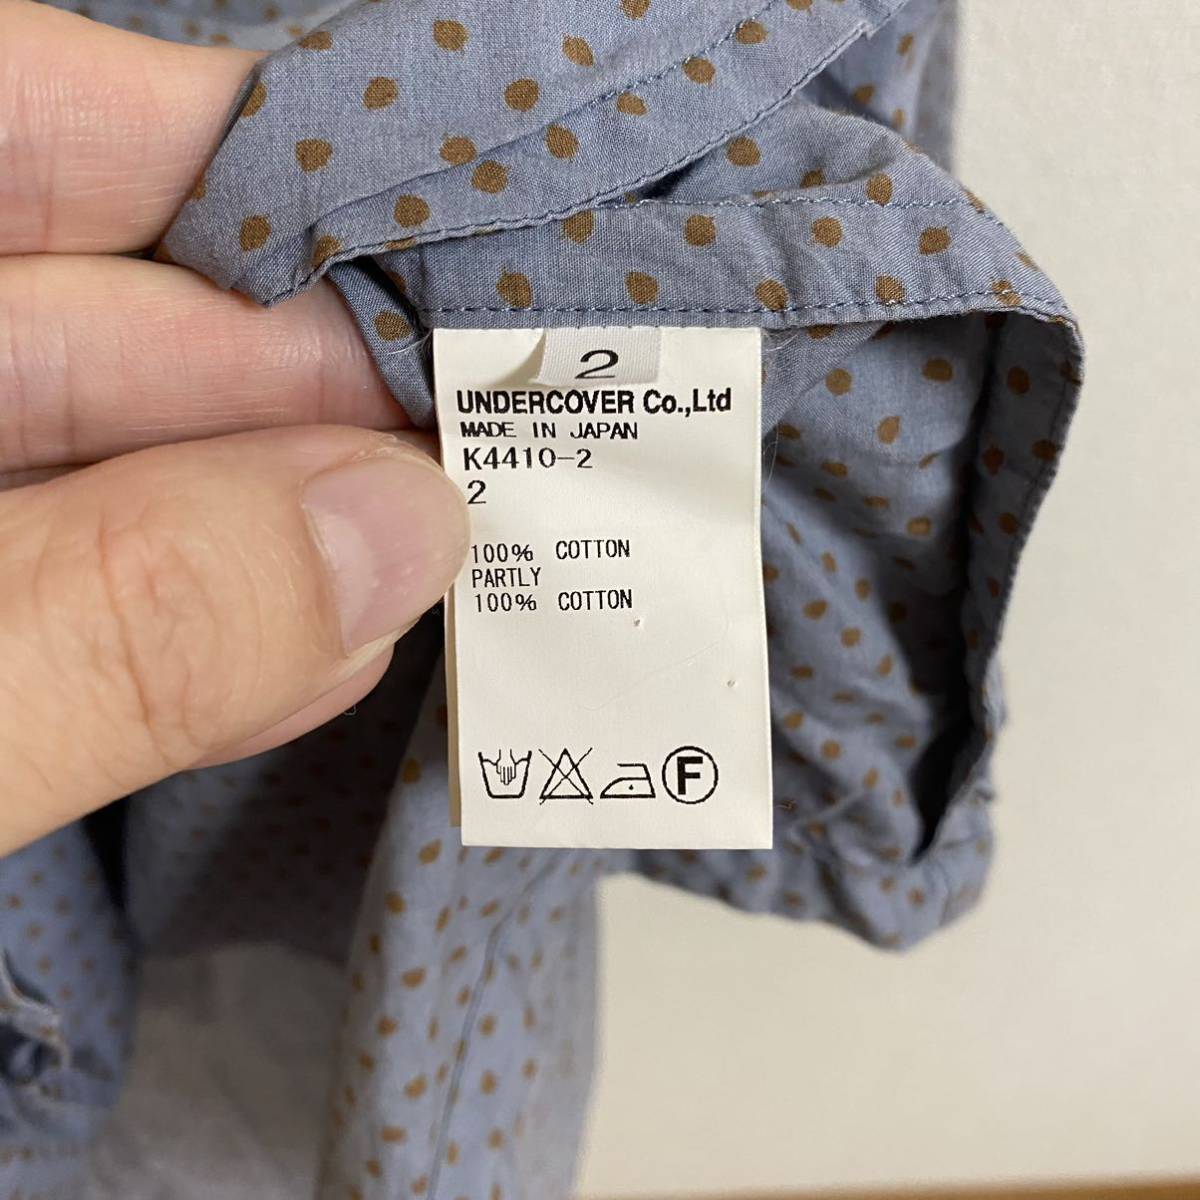 2
UNDERCOVER Co.,Ltd
MADE IN JAPAN
K4410-2
2
100% COTTON
PARTLY
100% COTTON
F